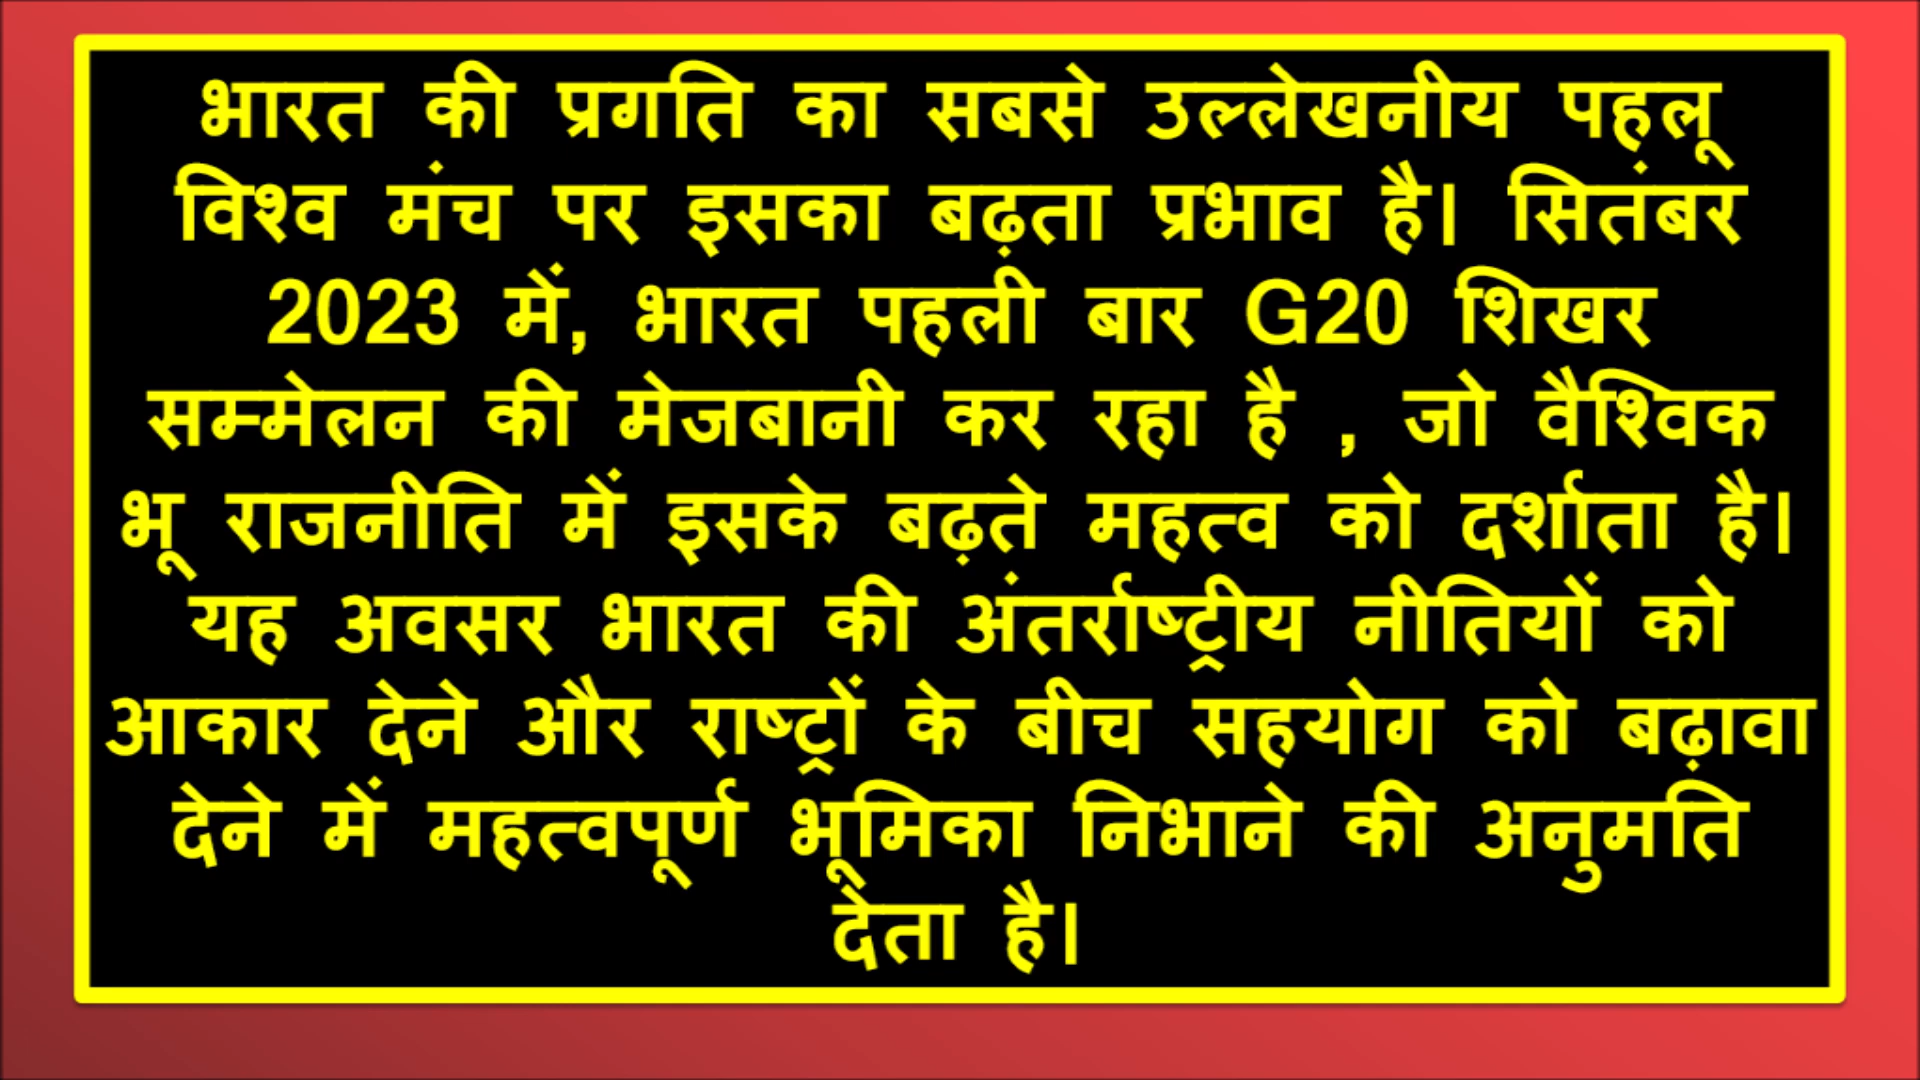 भारत की प्रगति का सबसे उल्लेखनीय पहलू
विश्व मंच पर इसका बढ़ता प्रभाव है। सितंबर
2023 में, भारत पहली बार G20 शिखर
सम्मेलन की मेजबानी कर रहा है , जो वैश्विक
भू राजनीति में इसके बढ़ते महत्व को दर्शाता है।
यह अवसर भारत की अंतर्राष्ट्रीय नीतियों को
आकार देने और राष्ट्रों के बीच सहयोग को बढ़ावा
देने में महत्वपूर्ण भूमिका निभाने की अनुमति
देता है।